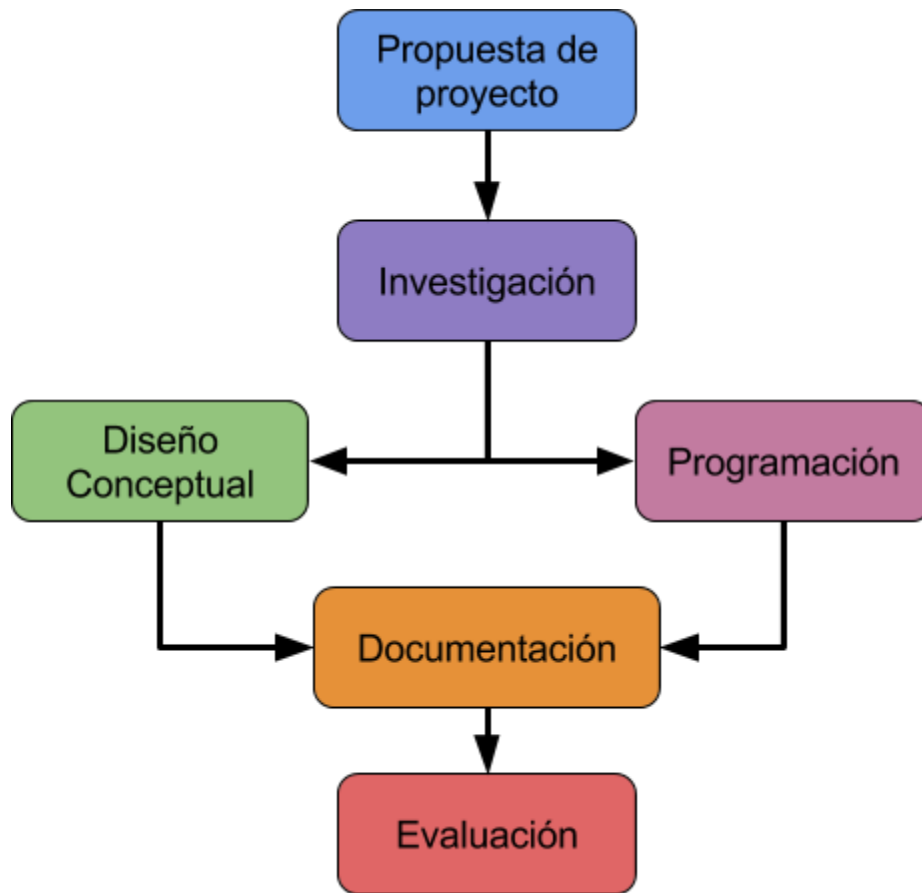 Propuesta de
proyecto
Investigación
Diseño
Conceptual
Programación
Documentación
Evaluación